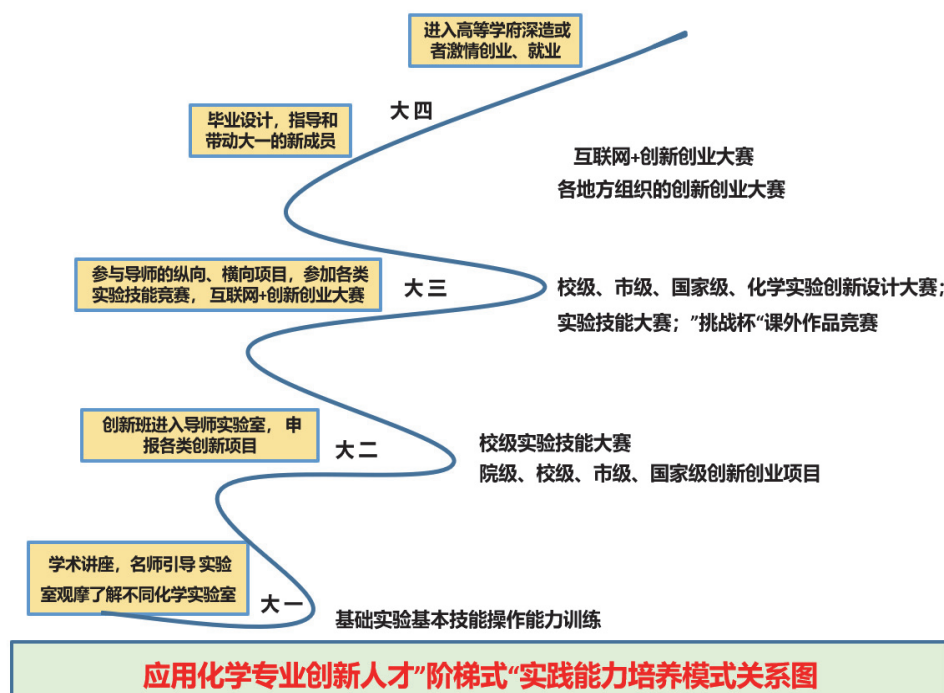 进入高等学府深造或
者激情创业、就业
大四
毕业设计，指导和
带动大一的新成员
互联网+创新创业大赛
各地方组织的创新创业大赛
参与导师的纵向、横向项目，参加各类
实验技能竞赛， 互联网+创新创业大赛
大三
校级、市级、国家级、化学实验创新设计大赛；
实验技能大赛；”挑战杯“课外作品竞赛
创新班进入导师实验室， 申
报各类创新项目
大二
校级实验技能大赛
院级、校级、市级、国家级创新创业项目
学术讲座，名师引导 实验
室观摩了解不同化学实验室
大一
基础实验基本技能操作能力训练
应用化学专业创新人才”阶梯式“实践能力培养模式关系图